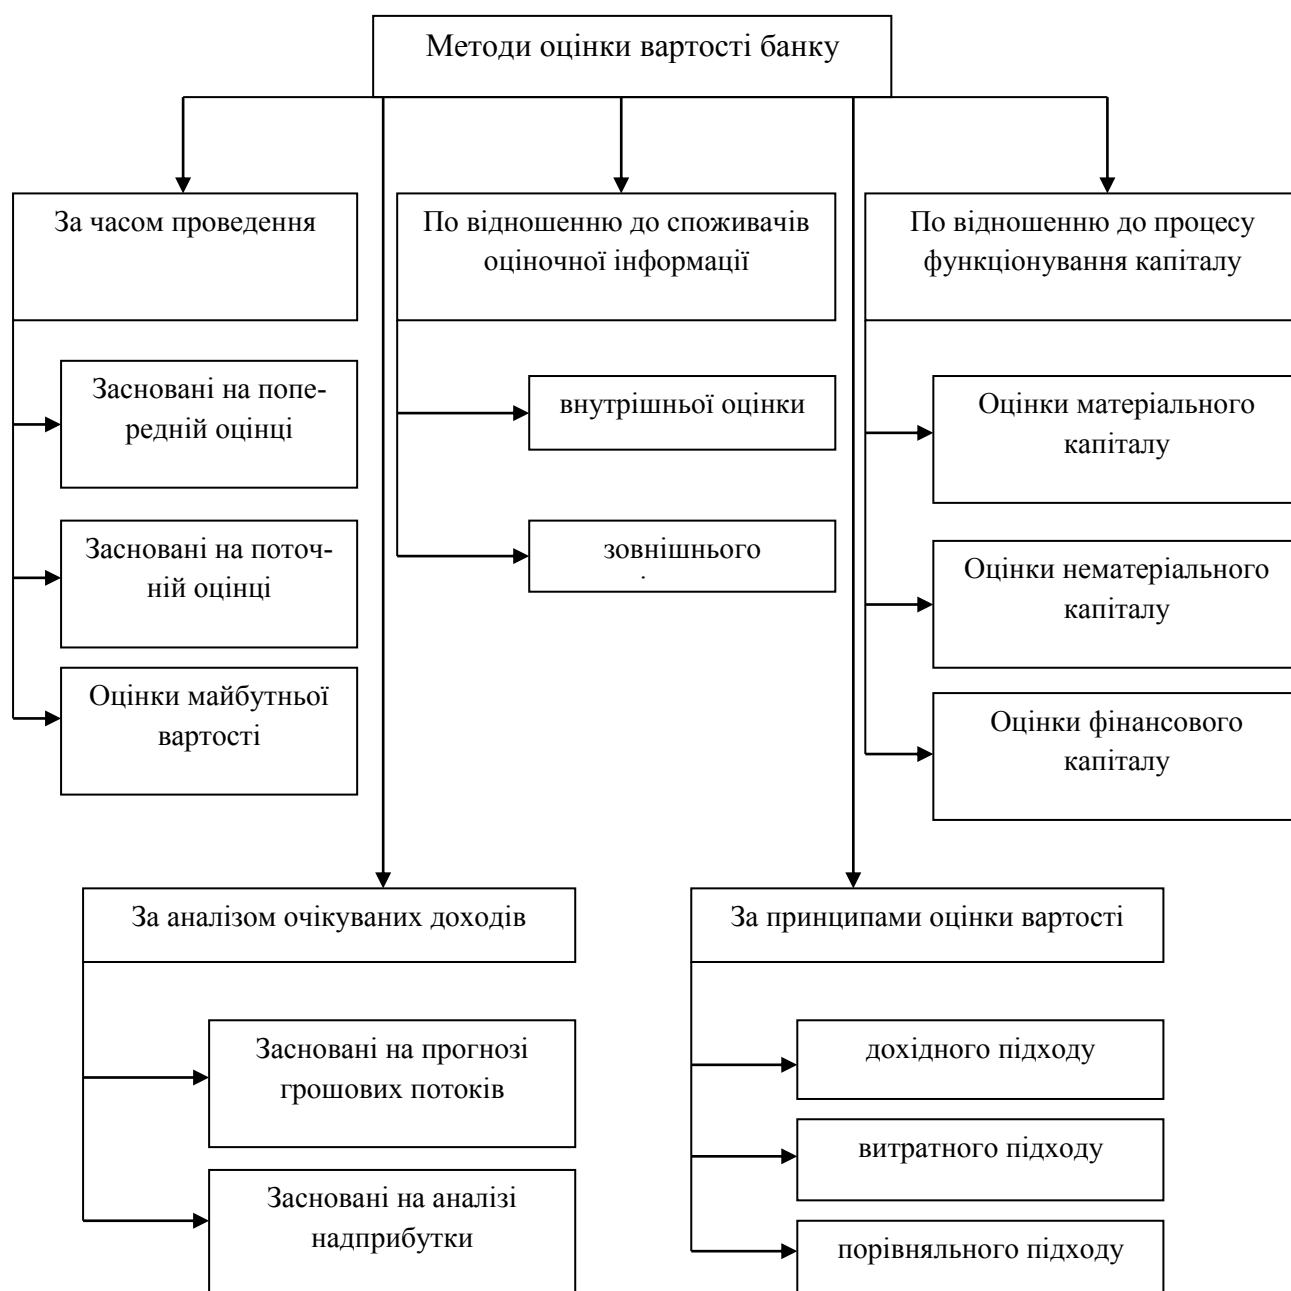 Методи оцінки вартості банку
За часом проведення
По відношенню до споживачів
оціночної інформації
По відношенню до процесу
функціонування капіталу
Засновані на попе-
редній оцінці
Засновані на поточ-
ній оцінці
Оцінки майбутньої
вартості
внутрішньої оцінки
зовнішнього
Оцінки матеріального
капіталу
Оцінки нематеріального
капіталу
Оцінки фінансового
капіталу
За аналізом очікуваних доходів
Засновані на прогнозі
грошових потоків
Засновані на аналізі
надприбутки
За принципами оцінки вартості
дохідного підходу
витратного підходу
порівняльного підходу